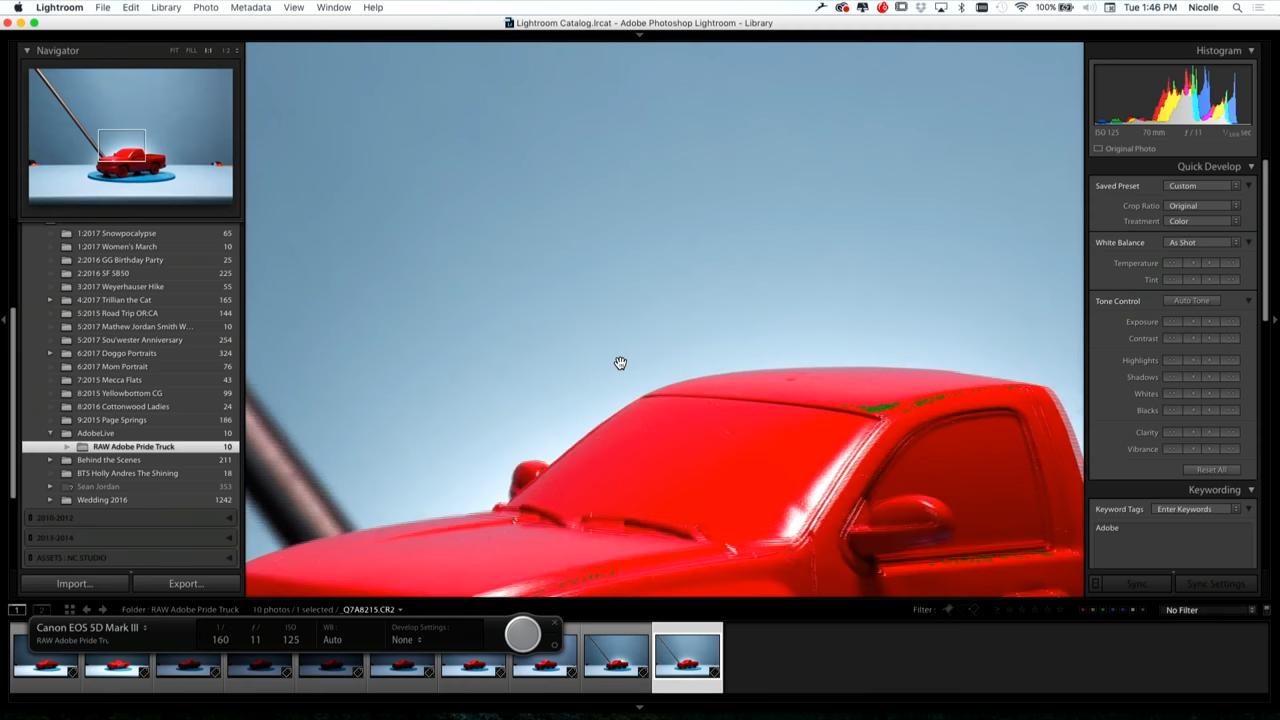 Lightroom File Edit Library Photo Metadata View Window Help 100% Tue 1:46 PM Nicolle
Lightroom Catalog.lrcat - Adobe Photoshop Lightroom - Library
Navigator FIT FILL 1:1 1:2
1:2017 Snowpocalypse 65
1:2017 Women's March 10
2:2016 GG Birthday Party 25
2:2016 SF SB50 225
3:2017 Weyerhauser Hike 55
4:2017 Trillian the Cat 165
5:2015 Road Trip OR:CA 144
5:2017 Mathew Jordan Smith W... 10
5:2017 Sou'wester Anniversary 254
6:2017 Doggo Portraits 324
6:2017 Mom Portrait 76
7:2015 Mecca Flats 43
8:2015 Yellowbottom CG 99
8:2016 Cottonwood Ladies 24
9:2015 Page Springs 186
AdobeLive 10
RAW Adobe Pride Truck 10
Behind the Scenes 211
BTS Holly Andres The Shining 18
Sean Jordan 353
Wedding 2016 1242
2010-2012
2013-2014
ASSETS : NC STUDIO
Import... Export...
Histogram
ISO 125 70 mm f / 11 sec
Original Photo
Quick Develop
Saved Preset Custom
Crop Ratio Original
Treatment Color
White Balance As Shot
Temperature
Tint
Tone Control Auto Tone
Exposure
Contrast
Highlights
Shadows
Whites
Blacks
Clarity
Vibrance
Reset All
Keywording
Keyword Tags Enter Keywords
Adobe
Sync Sync Settings
1 2 Folder : RAW Adobe Pride Truck 10 photos / 1 selected / _Q7A8215.CR2 Filter : No Filter
Canon EOS 5D Mark III 1 / f / ISO WB : Develop Settings :
RAW Adobe Pride Tru 160 11 125 Auto None